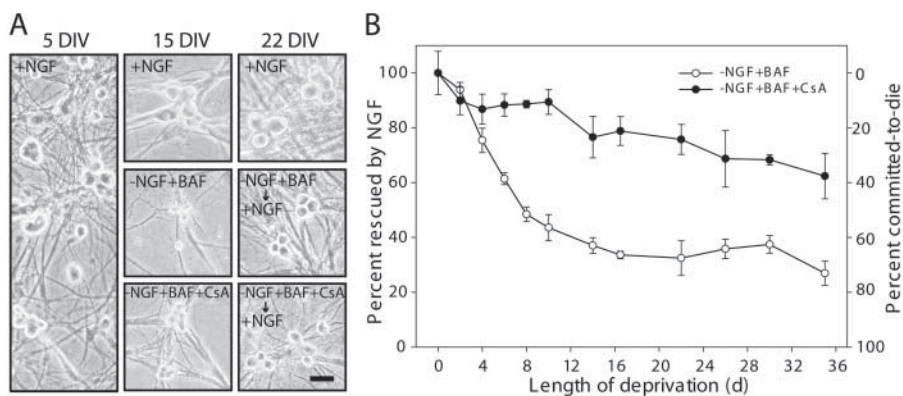 A
5 DIV
15 DIV
22 DIV
+NGF
+NGF
+NGF
-NGF+BAF
-NGF+BAF
+NGF
-NGF+BAF+CsA
-NGF+BAF+CsA
+NGF
B
-NGF+BAF
-NGF+BAF+CsA
Percent rescued by NGF
100
80
60
40
20
0
Percent committed-to-die
0
20
40
60
80
100
0 4 8 12 16 20 24 28 32 36
Length of deprivation (d)